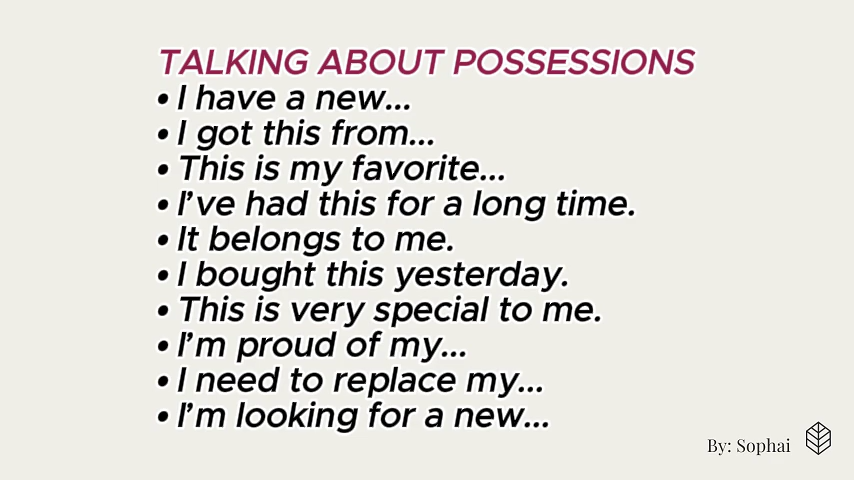 TALKING ABOUT POSSESSIONS
• I have a new...
• I got this from...
• This is my favorite...
• I’ve had this for a long time.
• It belongs to me.
• I bought this yesterday.
• This is very special to me.
• I’m proud of my...
• I need to replace my...
• I’m looking for a new...
By: Sophai